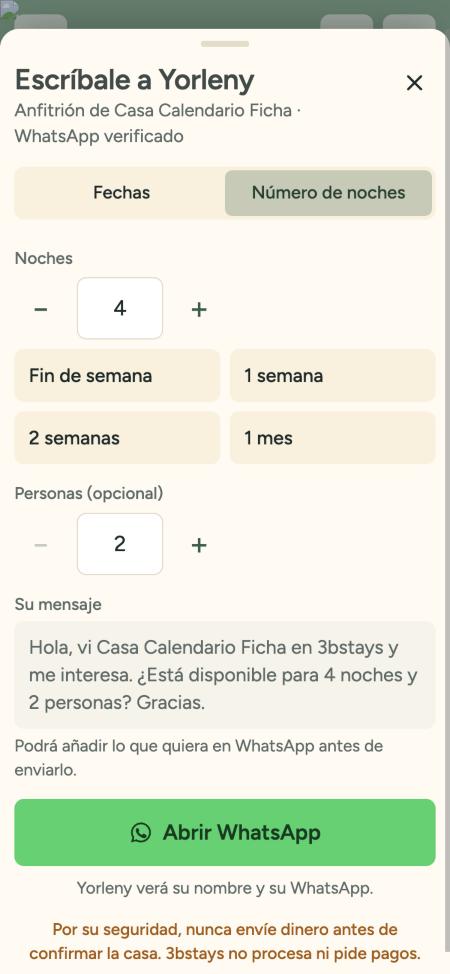 Escríbale a Yorleny
Anfitrión de Casa Calendario Ficha ·
WhatsApp verificado
Fechas
Número de noches
Noches
− 4 +
Fin de semana
1 semana
2 semanas
1 mes
Personas (opcional)
− 2 +
Su mensaje
Hola, vi Casa Calendario Ficha en 3bstays y
me interesa. ¿Está disponible para 4 noches y
2 personas? Gracias.
Podrá añadir lo que quiera en WhatsApp antes de
enviarlo.
Abrir WhatsApp
Yorleny verá su nombre y su WhatsApp.
Por su seguridad, nunca envíe dinero antes de
confirmar la casa. 3bstays no procesa ni pide pagos.